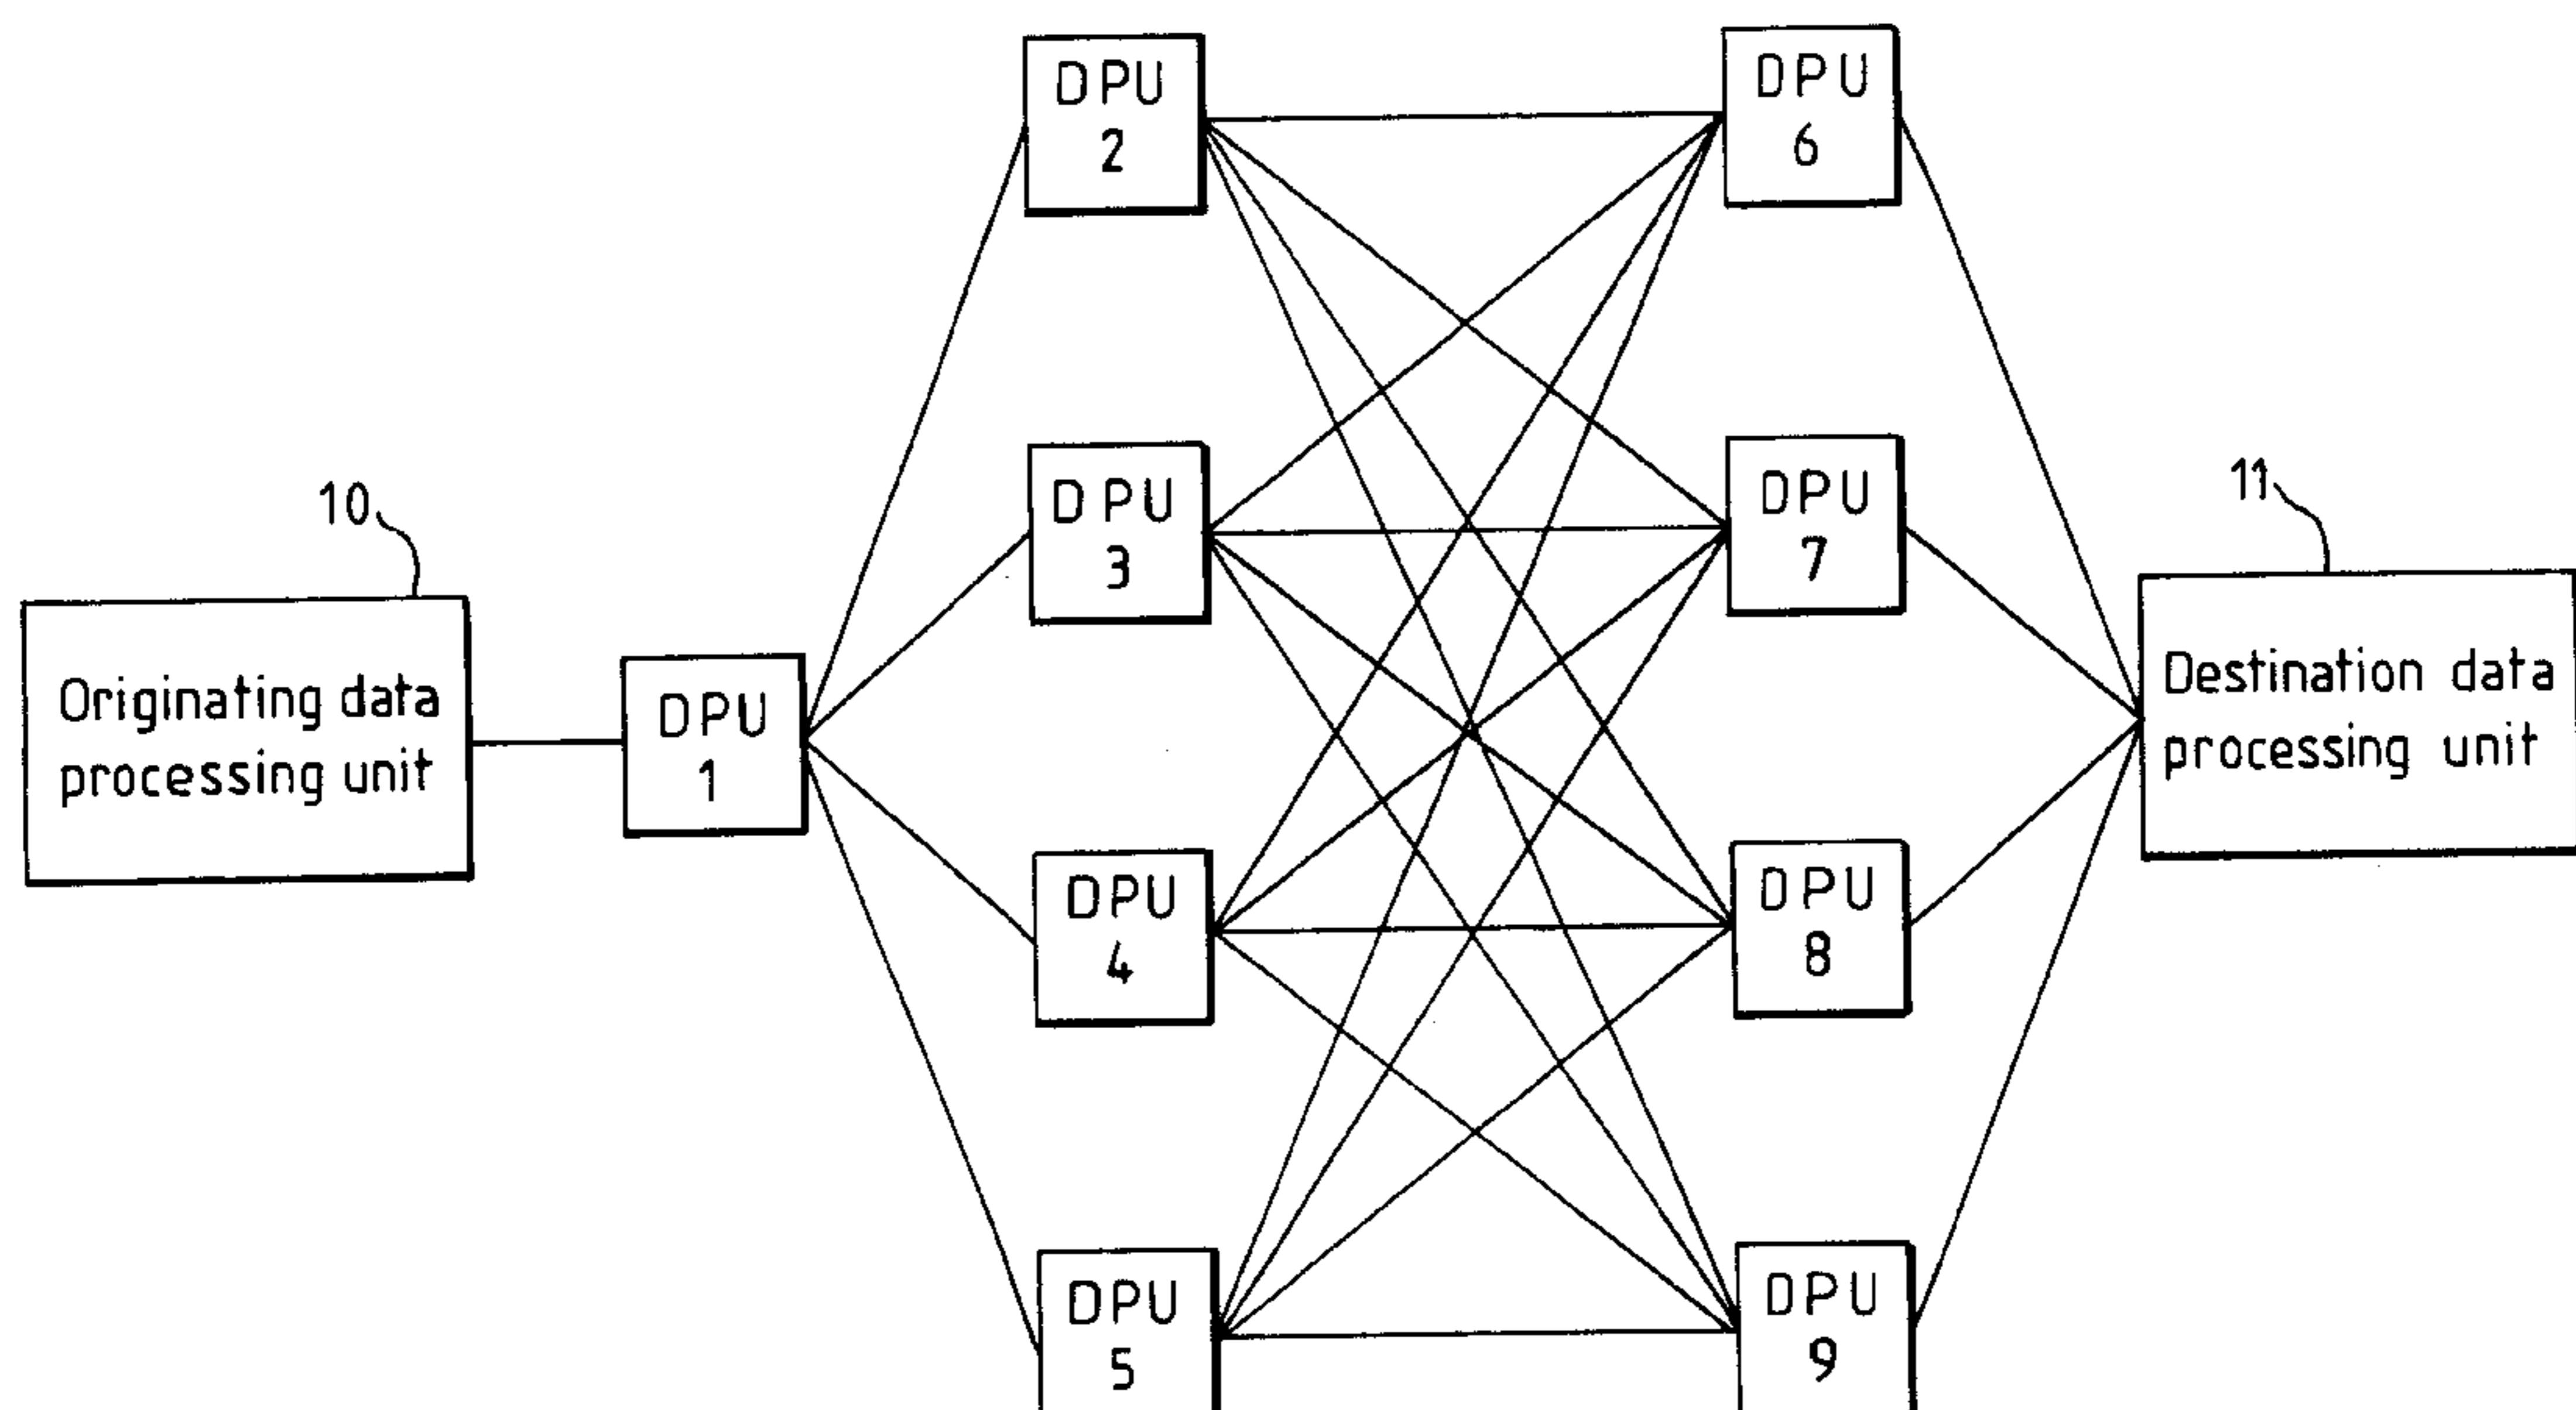 10
Originating data
processing unit
DPU
1
DPU
2
DPU
3
DPU
4
DPU
5
DPU
6
DPU
7
DPU
8
DPU
9
11
Destination data
processing unit